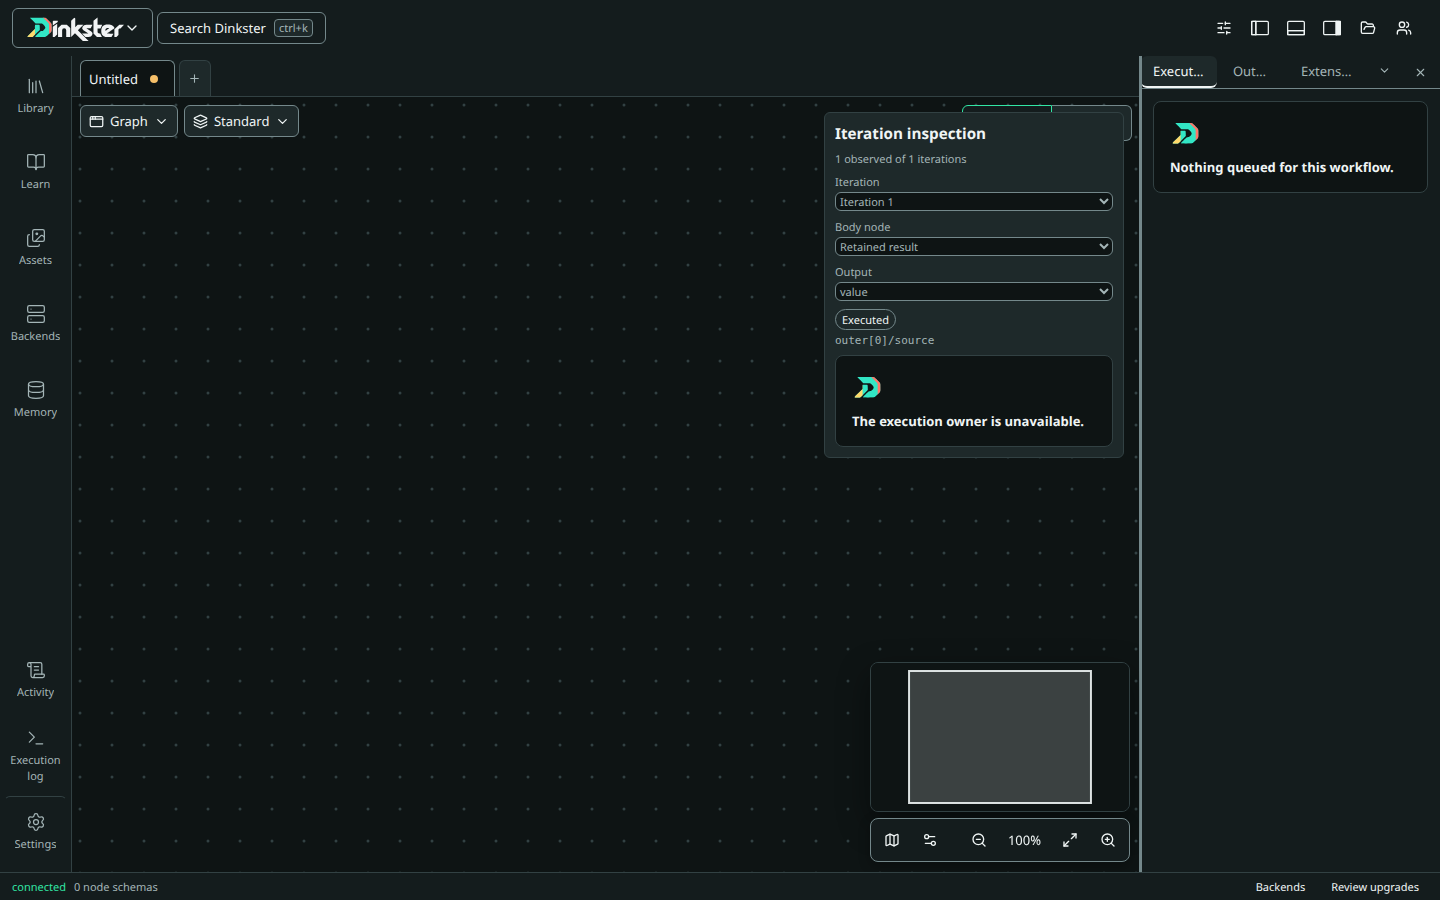 Dinkster
Search Dinkster ctrl+k
Untitled
+
Execut...
Out...
Extens...
Library
Learn
Assets
Backends
Memory
Activity
Execution
log
Settings
Graph
Standard
Iteration inspection
1 observed of 1 iterations
Iteration
Iteration 1
Body node
Retained result
Output
value
Executed
outer[0]/source
The execution owner is unavailable.
Nothing queued for this workflow.
100%
connected 0 node schemas
Backends
Review upgrades